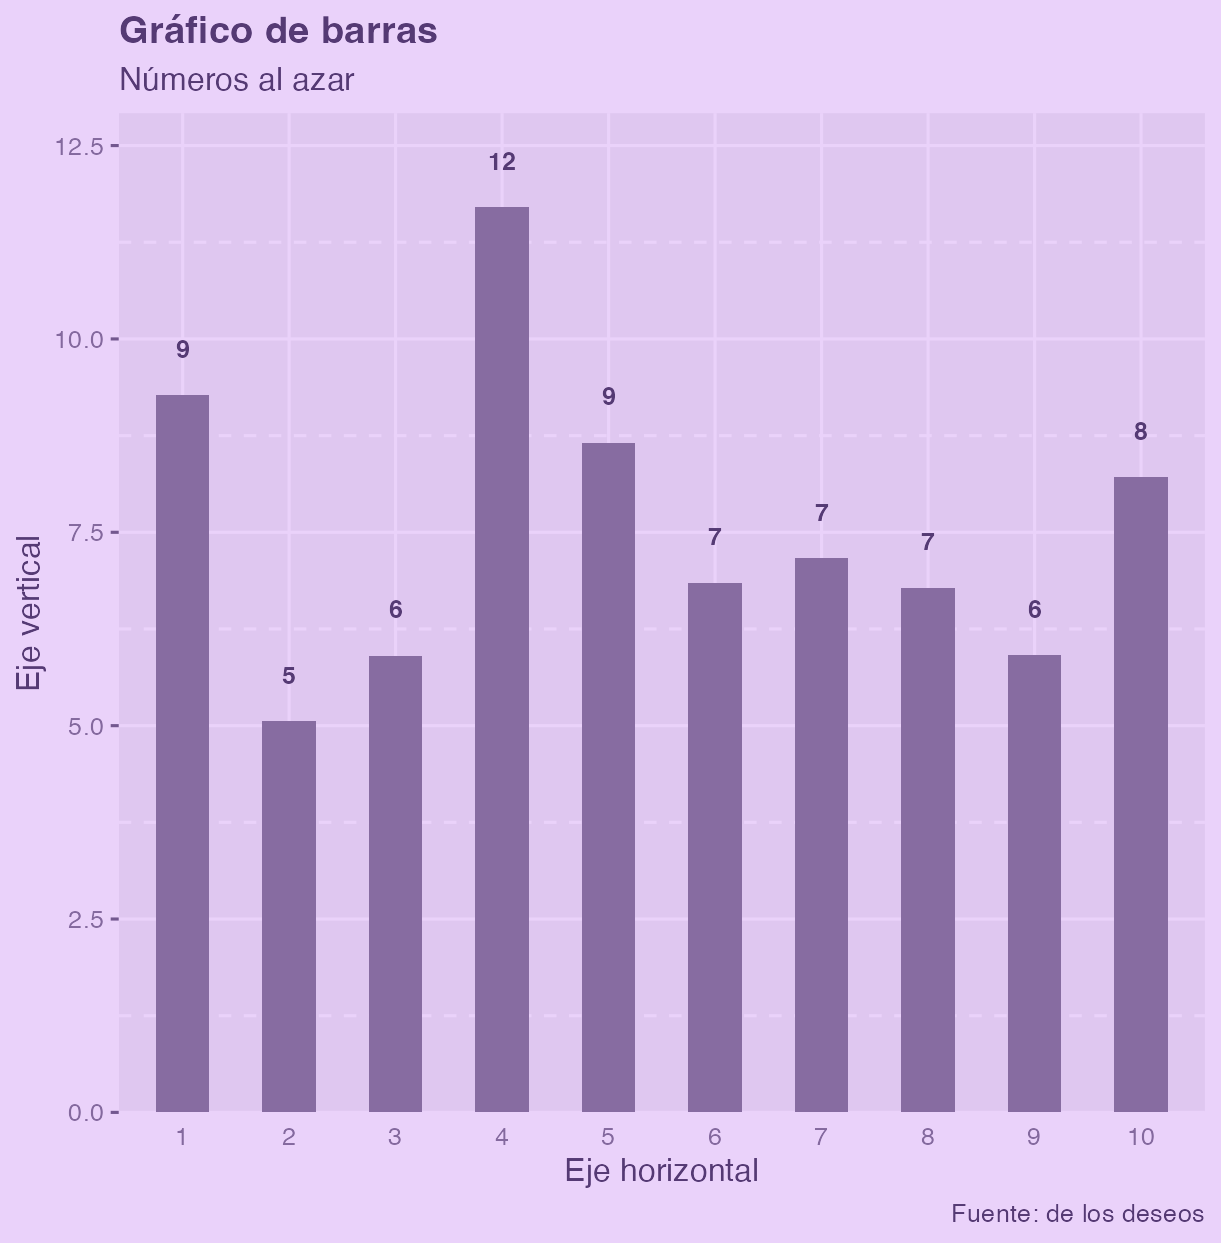 Gráfico de barras
Números al azar
12.5
10.0
7.5
5.0
2.5
0.0
Eje vertical
9
5
6
12
9
7
7
7
6
8
1 2 3 4 5 6 7 8 9 10
Eje horizontal
Fuente: de los deseos